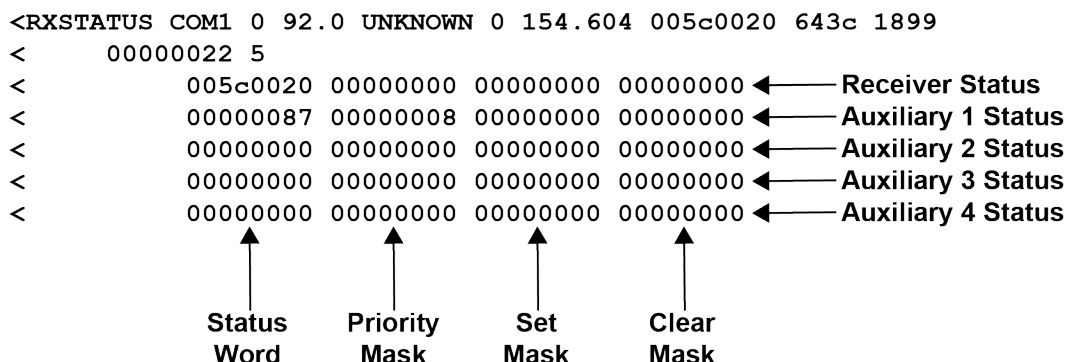 <RXSTATUS COM1 0 92.0 UNKNOWN 0 154.604 005c0020 643c 1899
< 00000022 5
< 005c0020 00000000 00000000 00000000 Receiver Status
< 00000087 00000008 00000000 00000000 Auxiliary 1 Status
< 00000000 00000000 00000000 00000000 Auxiliary 2 Status
< 00000000 00000000 00000000 00000000 Auxiliary 3 Status
< 00000000 00000000 00000000 00000000 Auxiliary 4 Status
Status Priority Set Clear
Word Mask Mask Mask